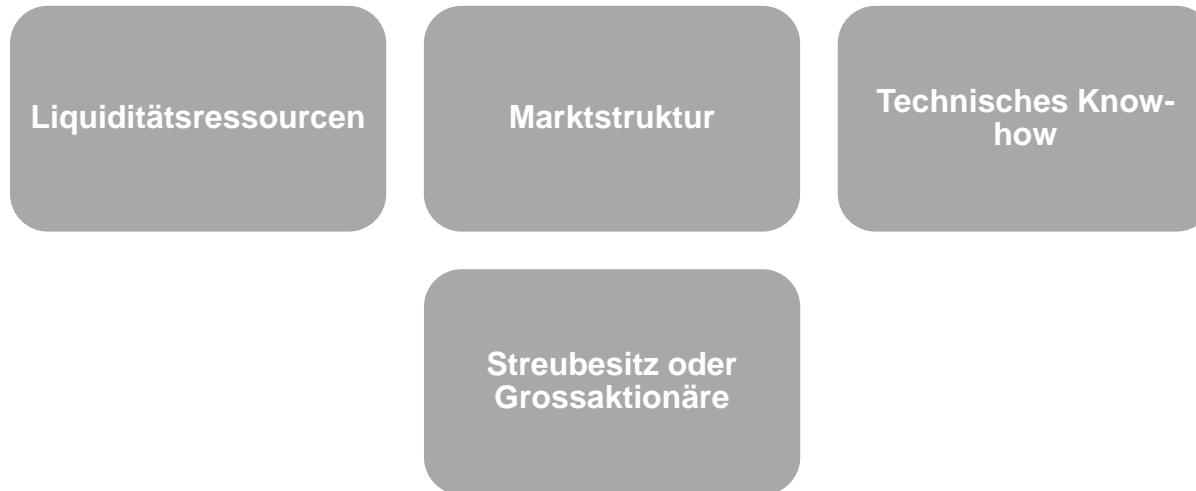 Liquiditätsressourcen
Marktstruktur
Technisches Know-
how
Streubesitz oder
Grossaktionäre